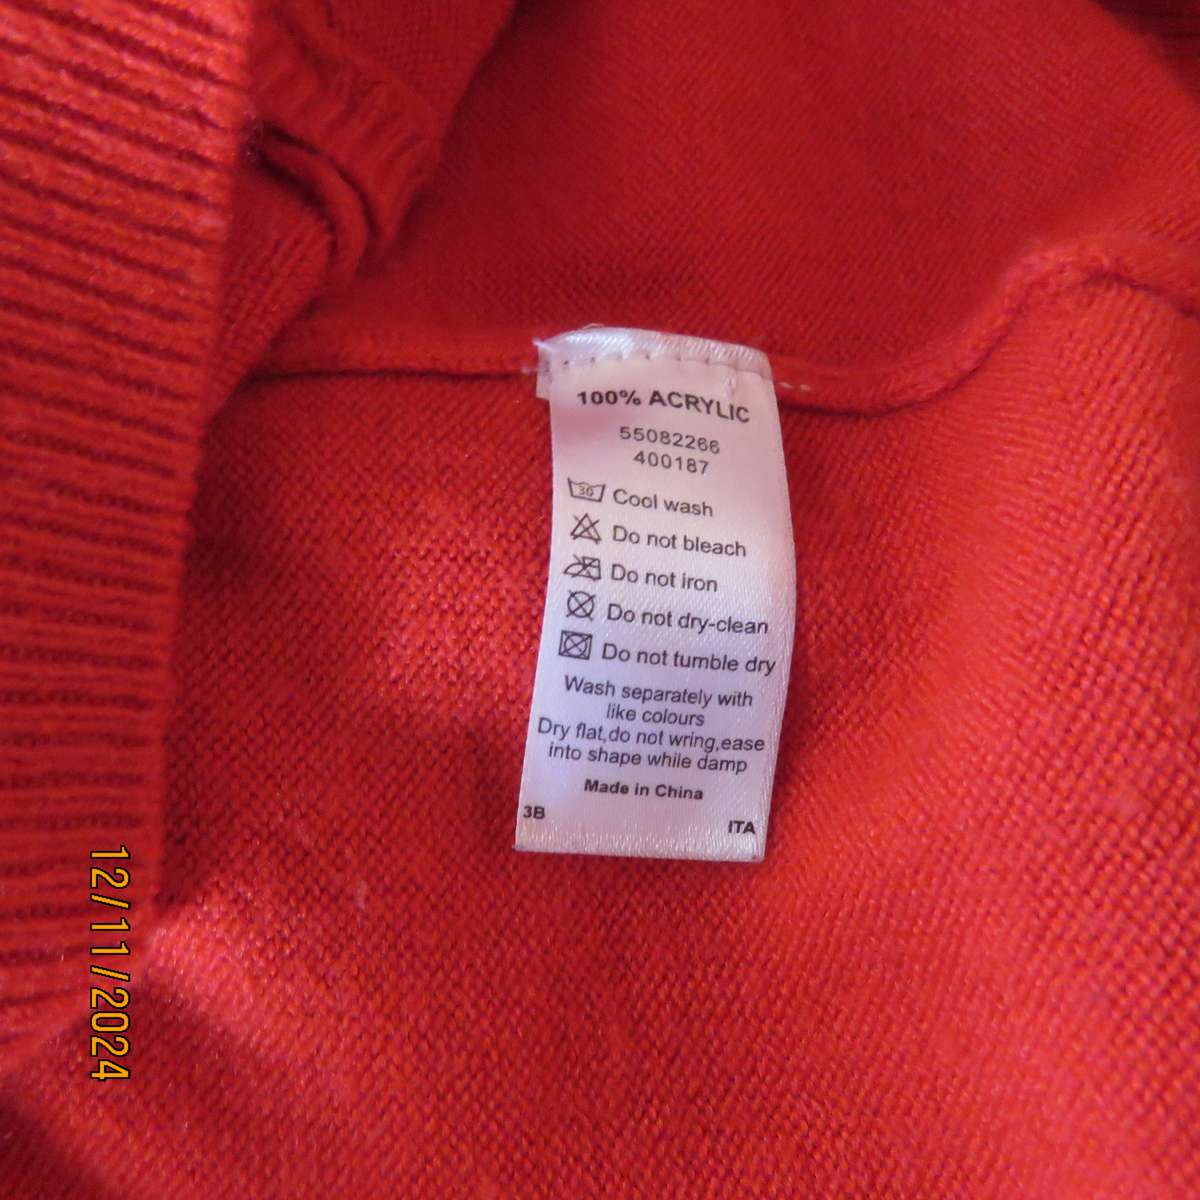 100% ACRYLIC
55082266
400187
30 Cool wash
Do not bleach
Do not iron
Do not dry-clean
Do not tumble dry
Wash separately with
like colours
Dry flat,do not wring,ease
into shape while damp
Made in China
3B ITA
12/11/2024